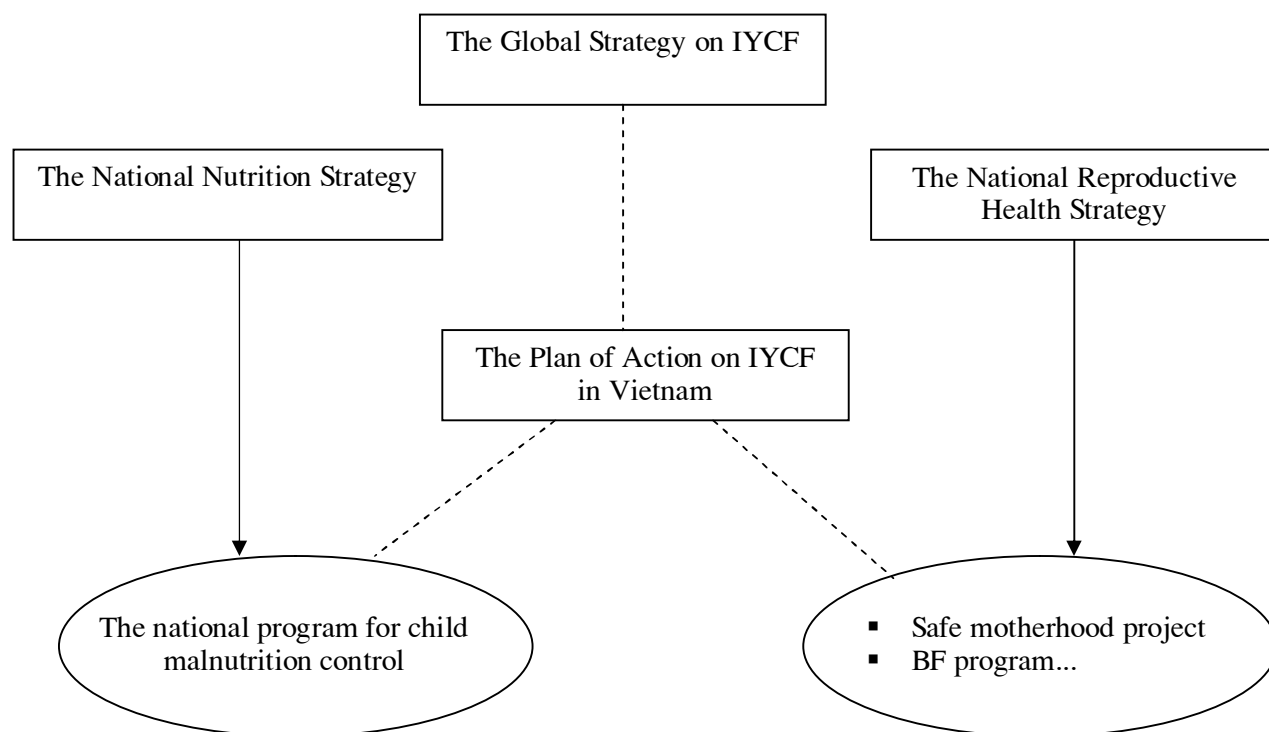 The Global Strategy on IYCF
The National Nutrition Strategy
The National Reproductive
Health Strategy
The Plan of Action on IYCF
in Vietnam
The national program for child
malnutrition control
▪ Safe motherhood project
▪ BF program...